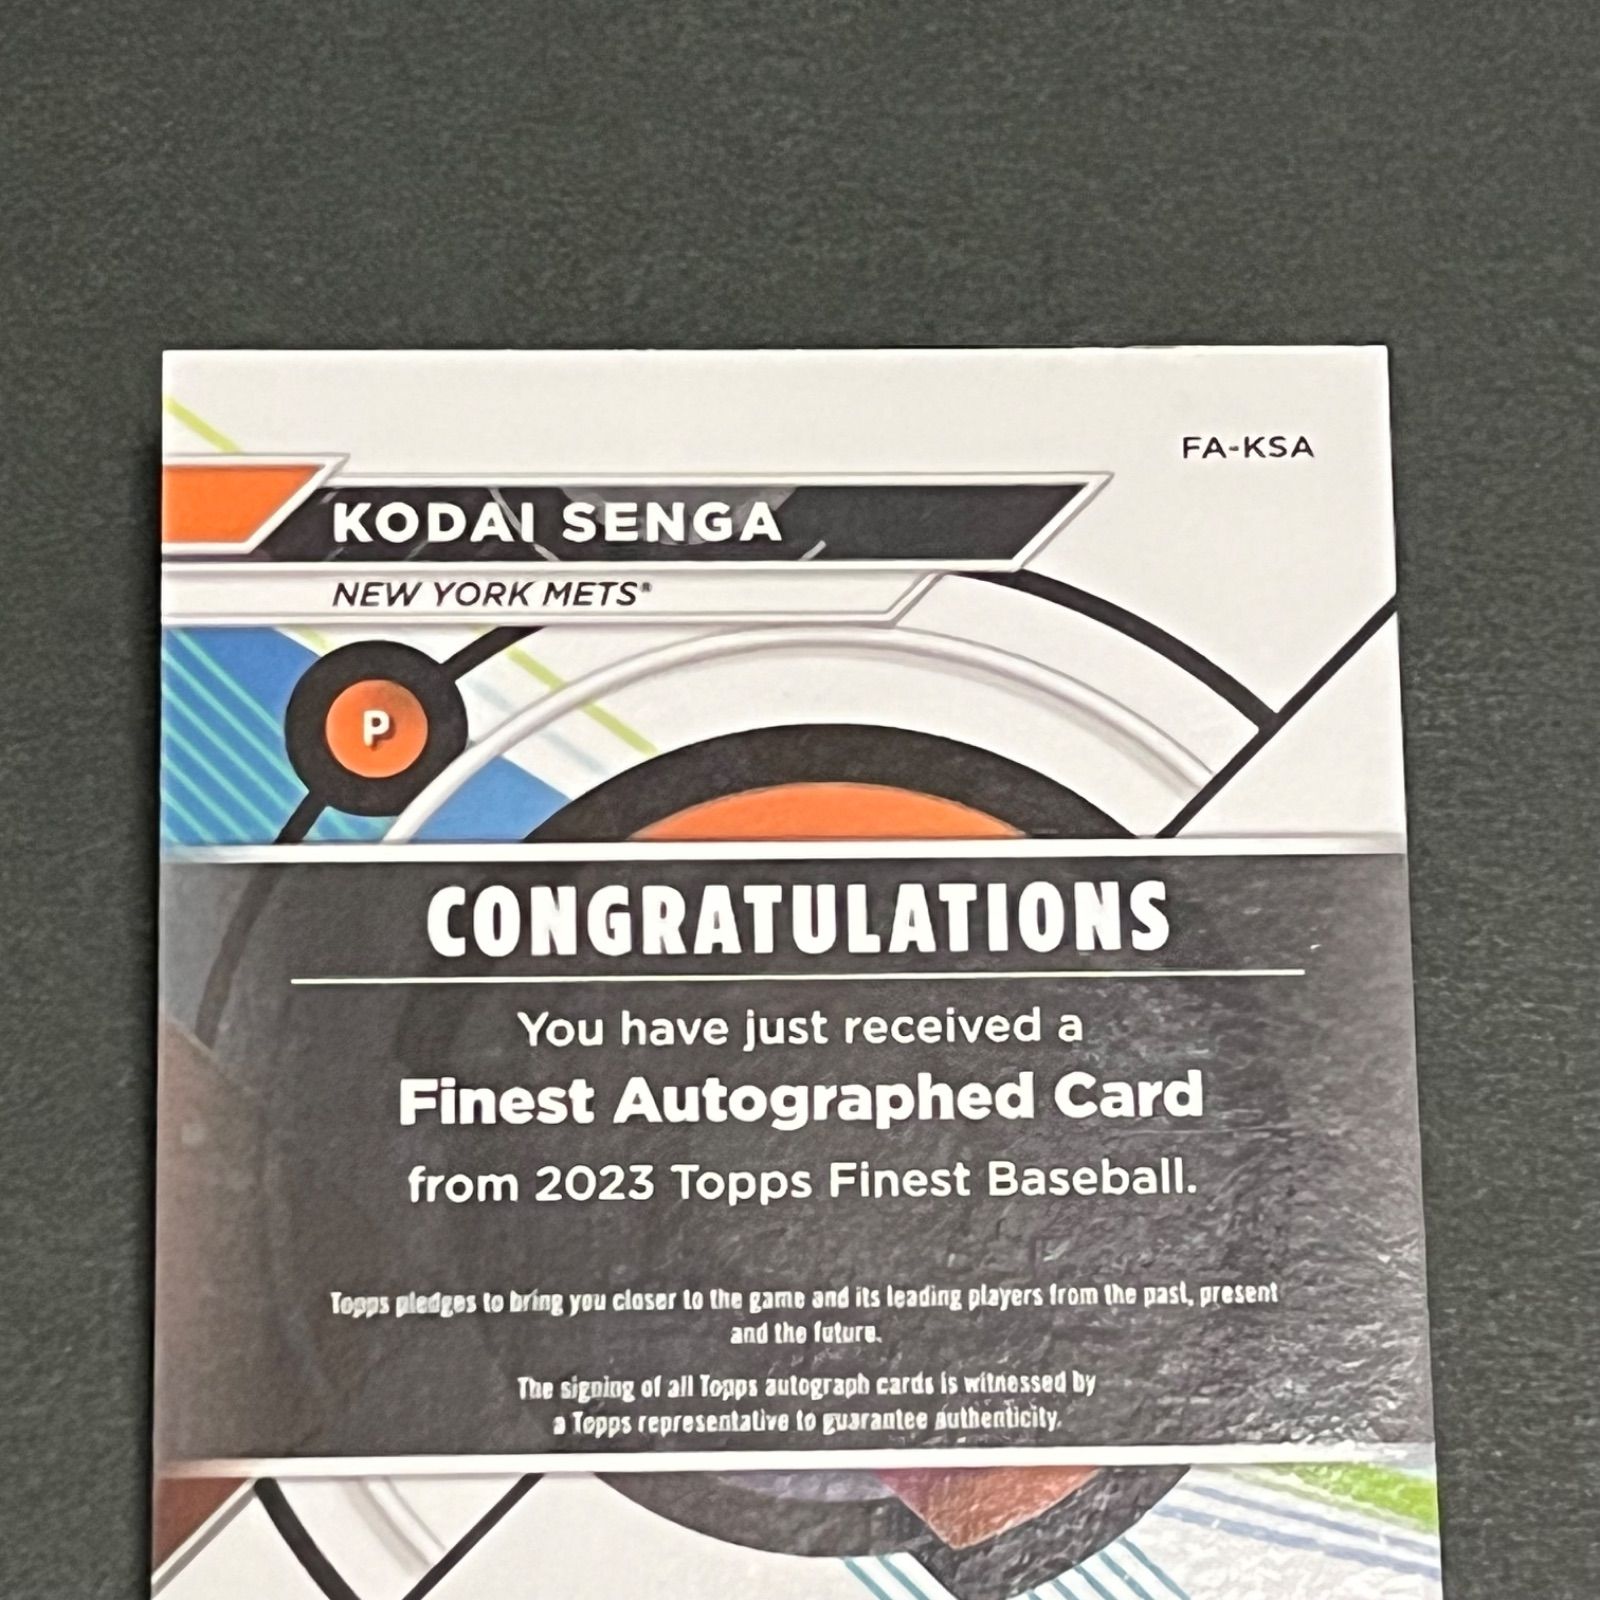 FA-KSA
KODAI SENGA
NEW YORK METS®
P
CONGRATULATIONS
You have just received a
Finest Autographed Card
from 2023 Topps Finest Baseball.
Topps pledges to bring you closer to the game and its leading players from the past, present
and the future.
The signing of all Topps autograph cards is witnessed by
a Topps representative to guarantee authenticity.